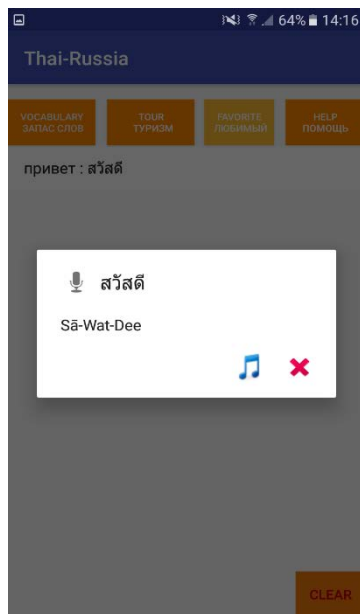 64% 14:16
Thai-Russia
VOCABULARY
ЗАПАС СЛОВ
TOUR
ТУРИЗМ
FAVORITE
ЛЮБИМЫЙ
HELP
ПОМОЩЬ
привет : สวัสดี
สวัสดี
Sā-Wat-Dee
CLEAR